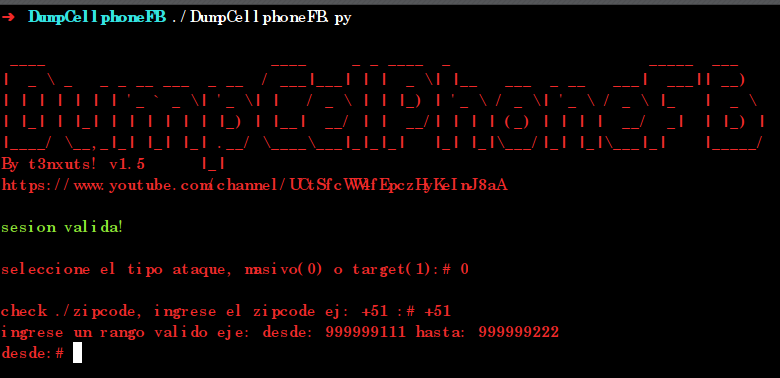 ➜ DumpCellphoneFB ./DumpCellphoneFB.py
DumpCellPhoneFB
By t3nxuts! v1.5
https://www.youtube.com/channel/UCtSfcWW4fEpczHyKeInJ8aA
sesion valida!
seleccione el tipo ataque, masivo(0) o target(1):# 0
check ./zipcode, ingrese el zipcode ej: +51 :# +51
ingrese un rango valido eje: desde: 999999111 hasta: 999999222
desde:#